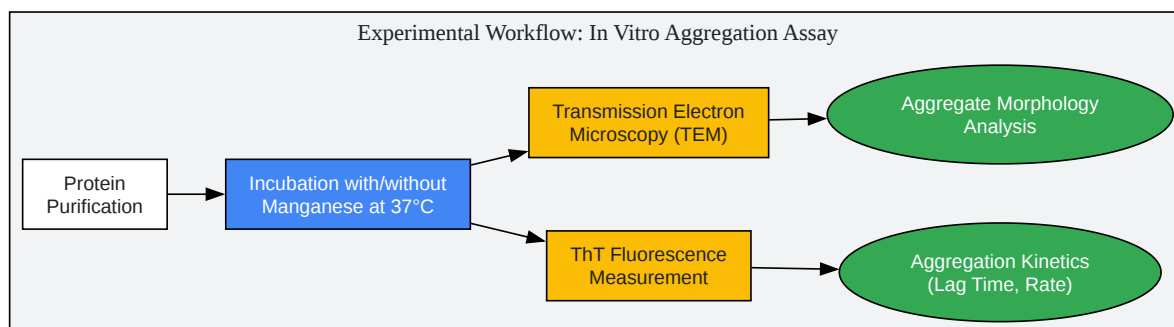 Experimental Workflow: In Vitro Aggregation Assay
Protein
Purification
Incubation with/without
Manganese at 37°C
Transmission Electron
Microscopy (TEM)
Aggregate Morphology
Analysis
ThT Fluorescence
Measurement
Aggregation Kinetics
(Lag Time, Rate)